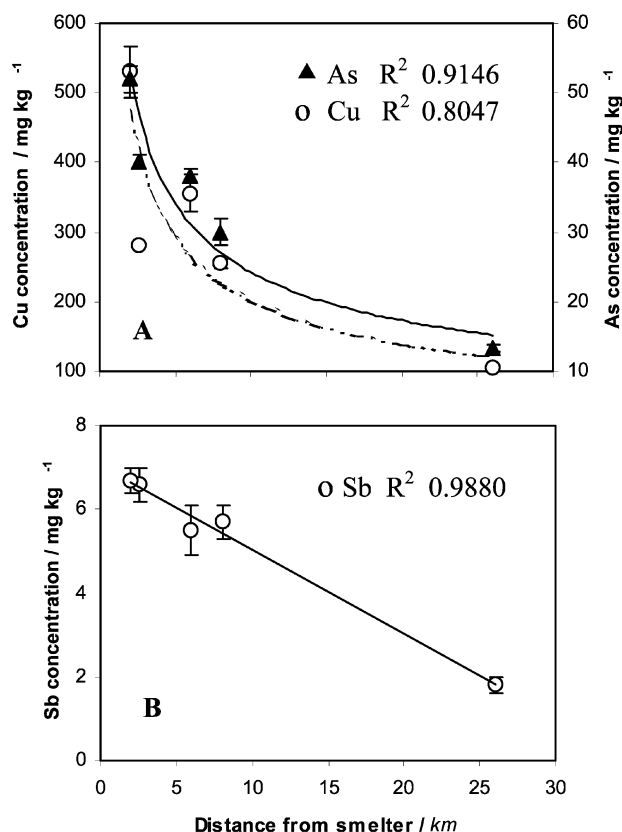 600
500
400
300
200
100
Cu concentration / mg kg -1
60
50
40
30
20
10
As concentration / mg kg -1
▲ As R² 0.9146
o Cu R² 0.8047
A
8
6
4
2
0
Sb concentration / mg kg -1
o Sb R² 0.9880
B
0 5 10 15 20 25 30
Distance from smelter / km